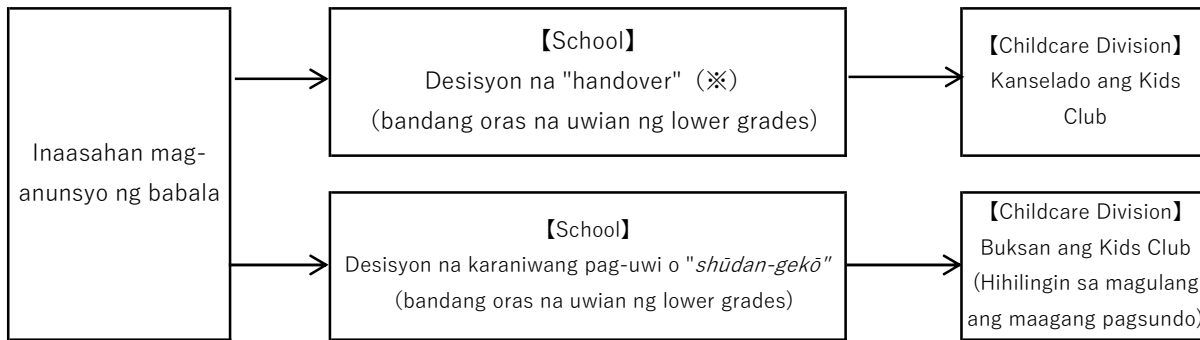 Inaasahan mag-
anunsyo ng babala
【School】
Desisyon na "handover" (※)
(bandang oras na uwian ng lower grades)
【Childcare Division】
Kanselado ang Kids
Club
【School】
Desisyon na karaniwang pag-uwi o "shūdan-gekō"
(bandang oras na uwian ng lower grades)
【Childcare Division】
Buksan ang Kids Club
(Hihilingin sa magulang
ang maagang pagsundo)